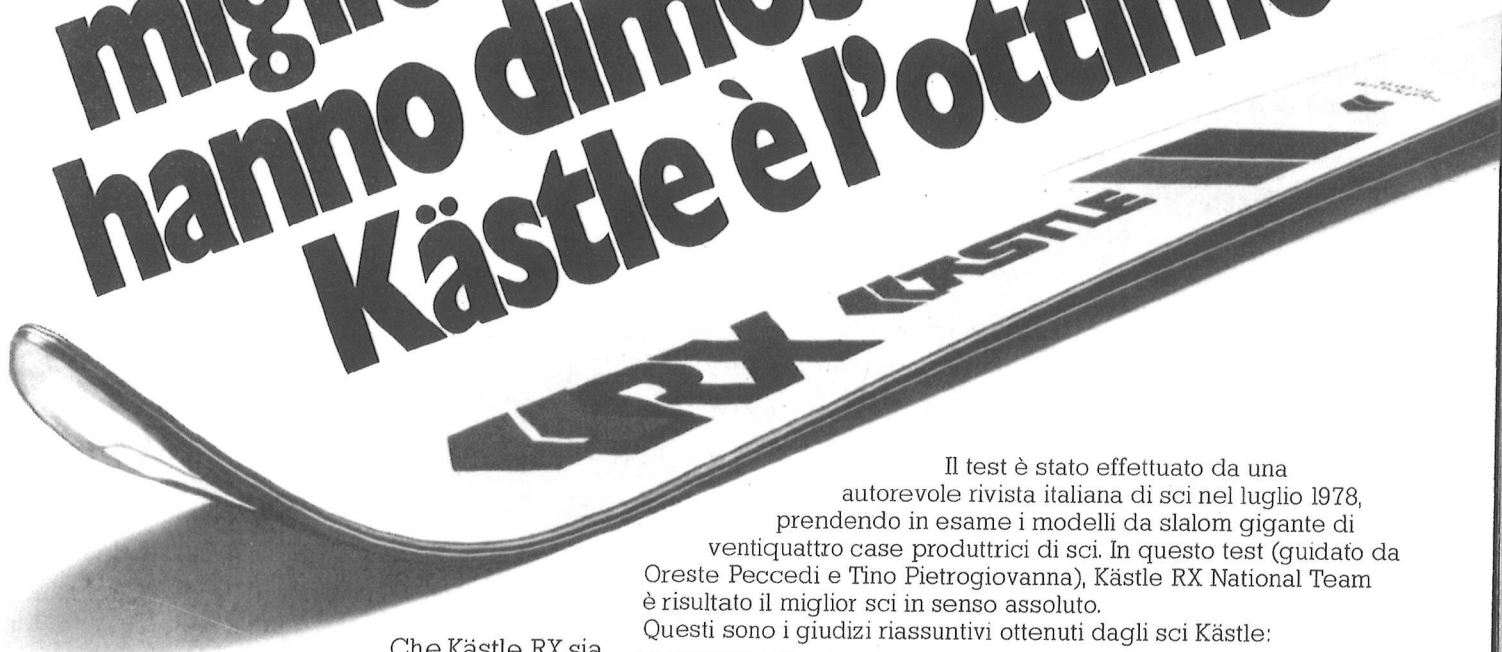 hanno
Kästle è l'ottimo
RX
KÄSTLE
Il test è stato effettuato da una
autorevole rivista italiana di sci nel luglio 1978,
prendendo in esame i modelli da slalom gigante di
ventiquattro case produttrici di sci. In questo test (guidato da
Oreste Peccedi e Tino Pietrogiovanna), Kästle RX National Team
è risultato il miglior sci in senso assoluto.
Questi sono i giudizi riassuntivi ottenuti dagli sci Kästle:
Che Kästle RX sia